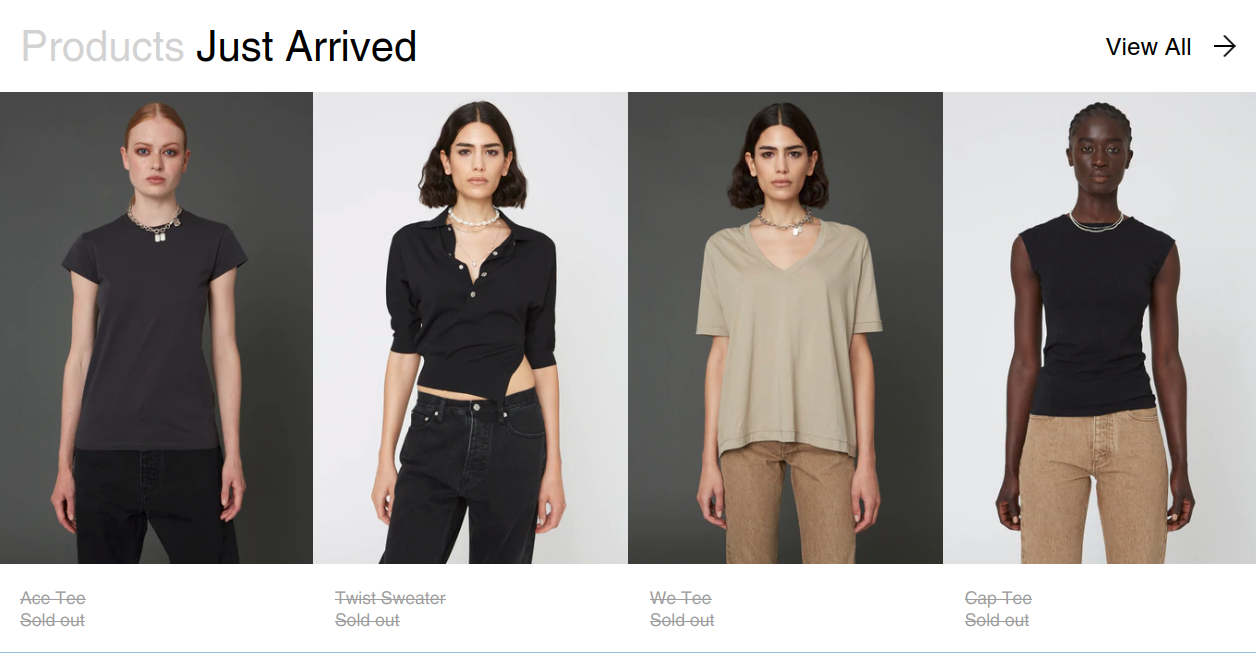 Products Just Arrived
View All
Ace Tee
Sold out
Twist Sweater
Sold out
We Tee
Sold out
Cap Tee
Sold out